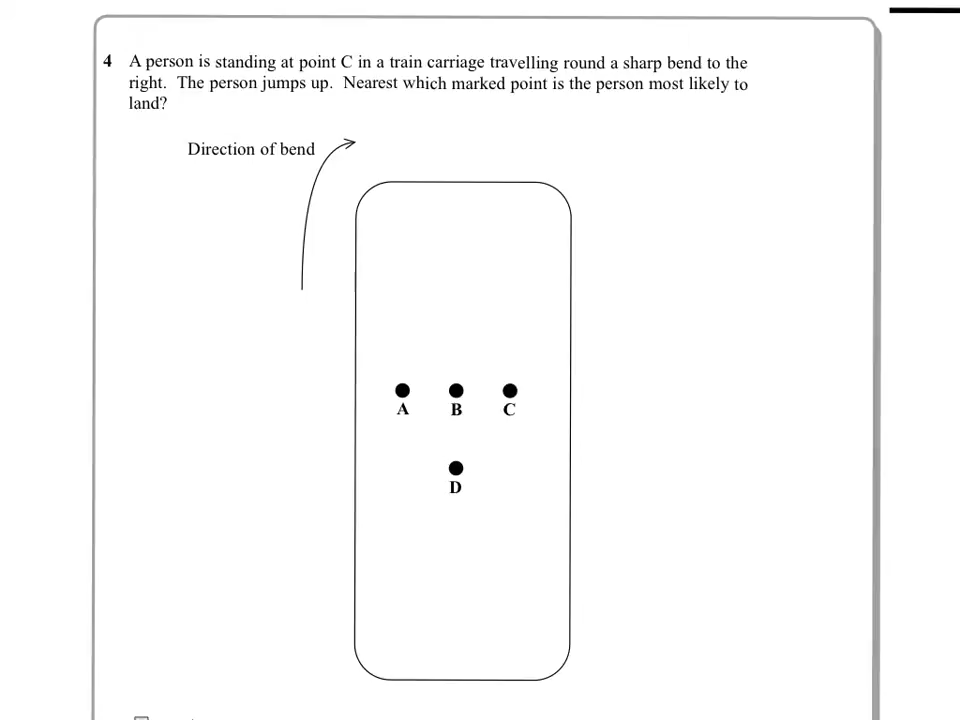 4 A person is standing at point C in a train carriage travelling round a sharp bend to the
right. The person jumps up. Nearest which marked point is the person most likely to
land?
Direction of bend
A B C
D